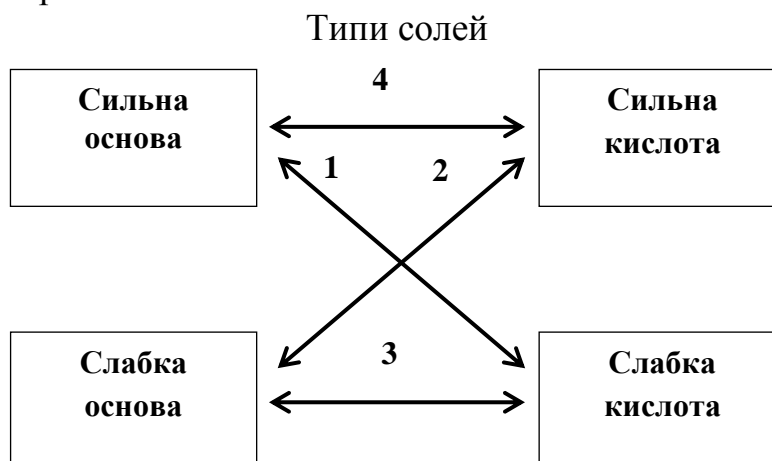 Типи солей
4
Сильна
основа
Сильна
кислота
1
2
3
Слабка
основа
Слабка
кислота